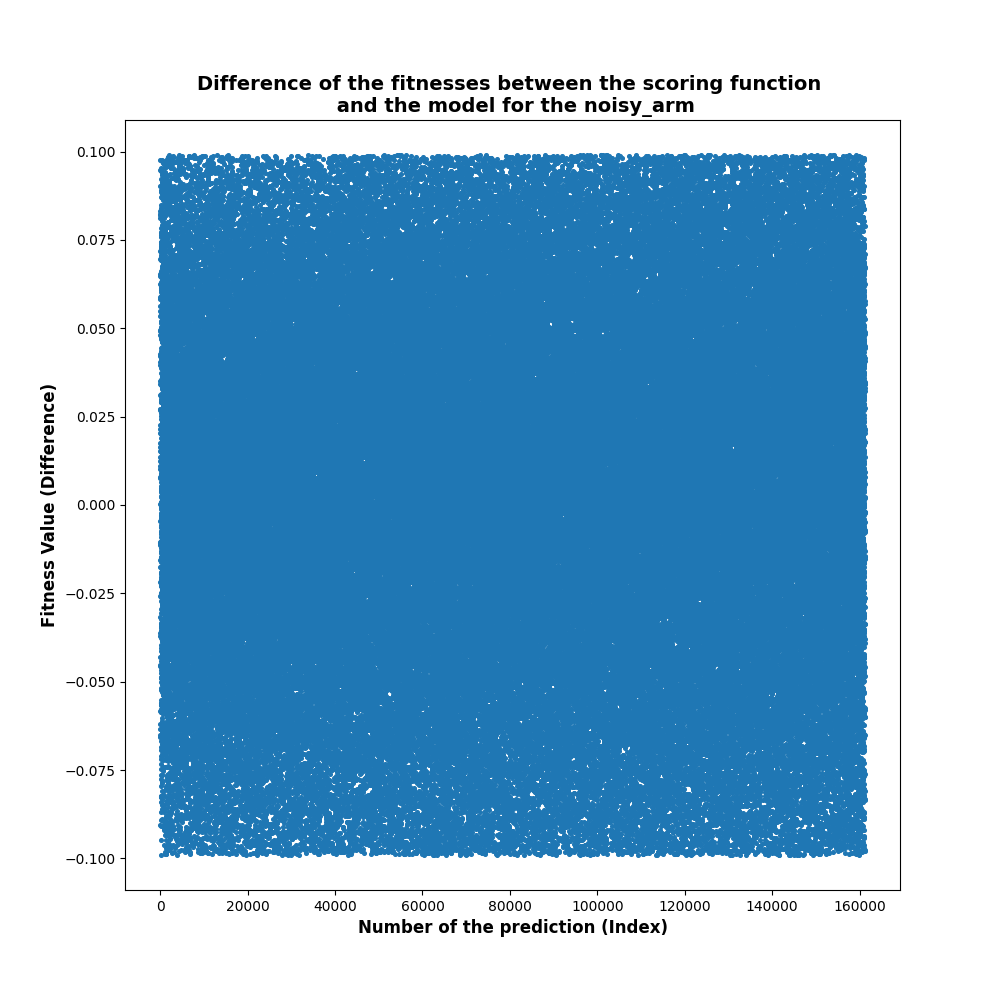 Difference of the fitnesses between the scoring function
and the model for the noisy_arm
Fitness Value (Difference)
0.100
0.075
0.050
0.025
0.000
−0.025
−0.050
−0.075
−0.100
0 20000 40000 60000 80000 100000 120000 140000 160000
Number of the prediction (Index)